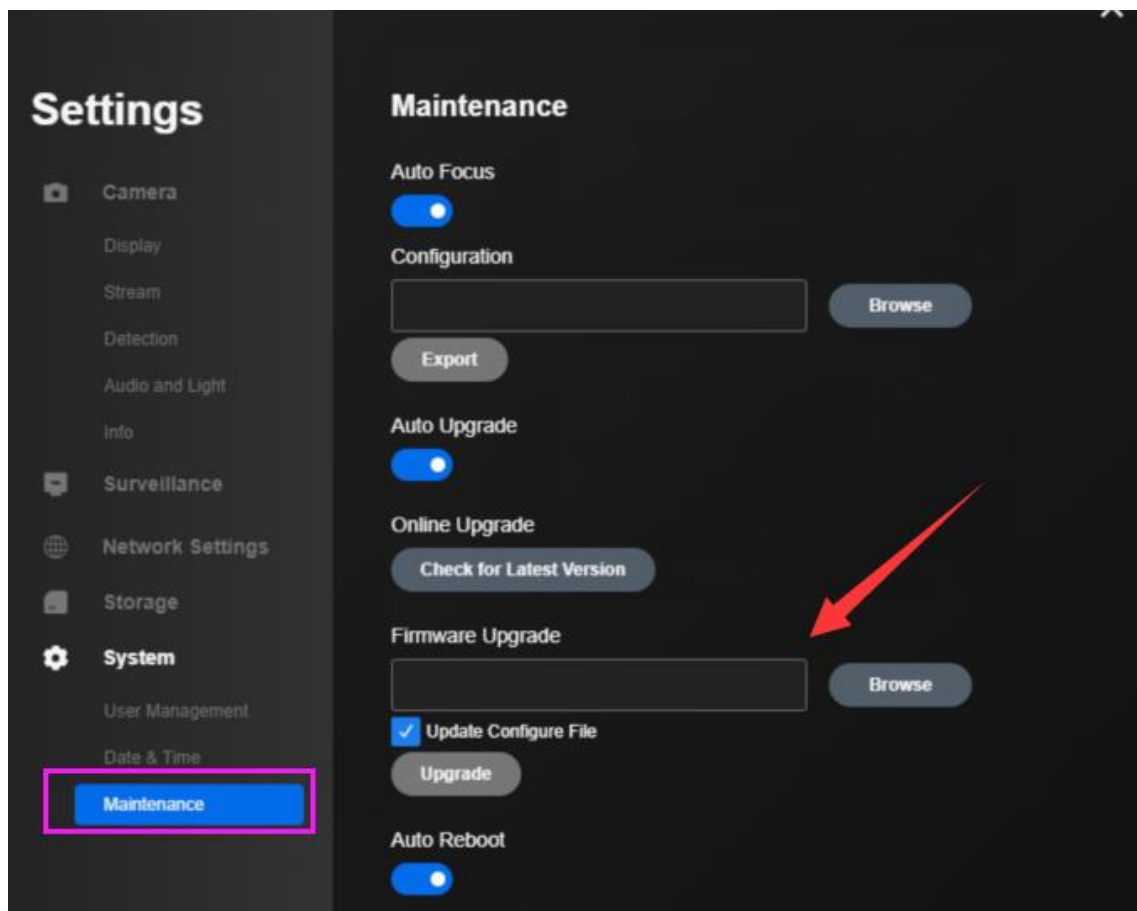 Settings
Camera
Display
Stream
Detection
Audio and Light
Info
Surveillance
Network Settings
Storage
System
User Management
Date & Time
Maintenance
Maintenance
Auto Focus
Configuration
Browse
Export
Auto Upgrade
Online Upgrade
Check for Latest Version
Firmware Upgrade
Browse
Update Configure File
Upgrade
Auto Reboot